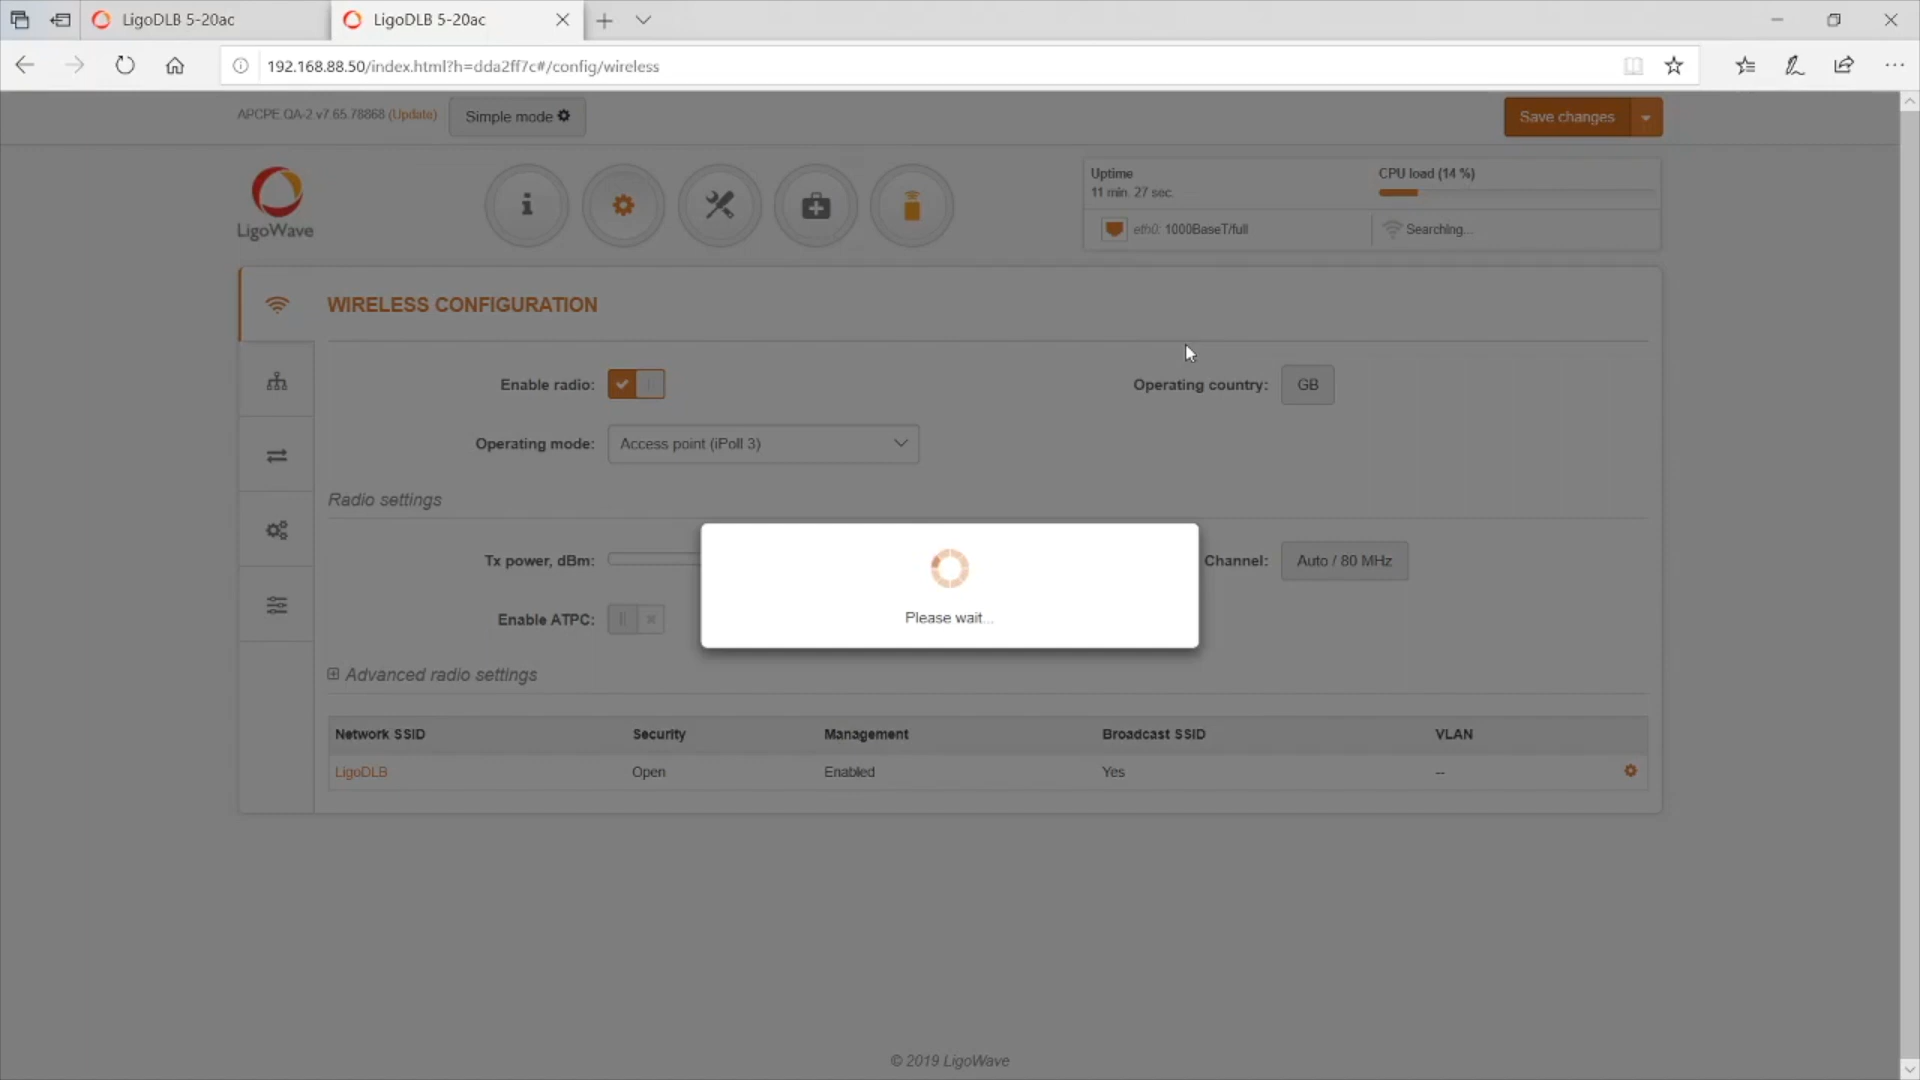 LigoDLB 5-20ac
LigoDLB 5-20ac
192.168.88.50/index.html?h=dda2ff7c#/config/wireless
APCPE.QA-2 v7.65.78868 (Update)
Simple mode
Save changes
LigoWave
Uptime
11 min. 27 sec.
CPU load (14 %)
eth0: 1000BaseT/full
Searching...
WIRELESS CONFIGURATION
Enable radio:
Operating country: GB
Operating mode: Access point (iPoll 3)
Radio settings
Tx power, dBm:
Channel: Auto / 80 MHz
Enable ATPC:
Please wait...
Advanced radio settings
Network SSID Security Management Broadcast SSID VLAN
LigoDLB Open Enabled Yes --
© 2019 LigoWave